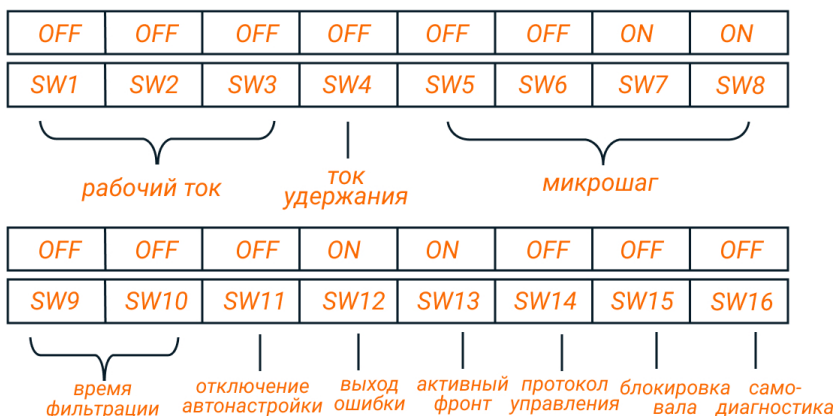 OFF OFF OFF OFF OFF OFF ON ON
SW1 SW2 SW3 SW4 SW5 SW6 SW7 SW8
рабочий ток
ток
удержания
микрошаг
OFF OFF OFF ON ON OFF OFF OFF
SW9 SW10 SW11 SW12 SW13 SW14 SW15 SW16
время
фильтрации
отключение
автонастройки
выход
ошибки
активный
фронт
протокол
управления
блокировка
вала
само-
диагностика